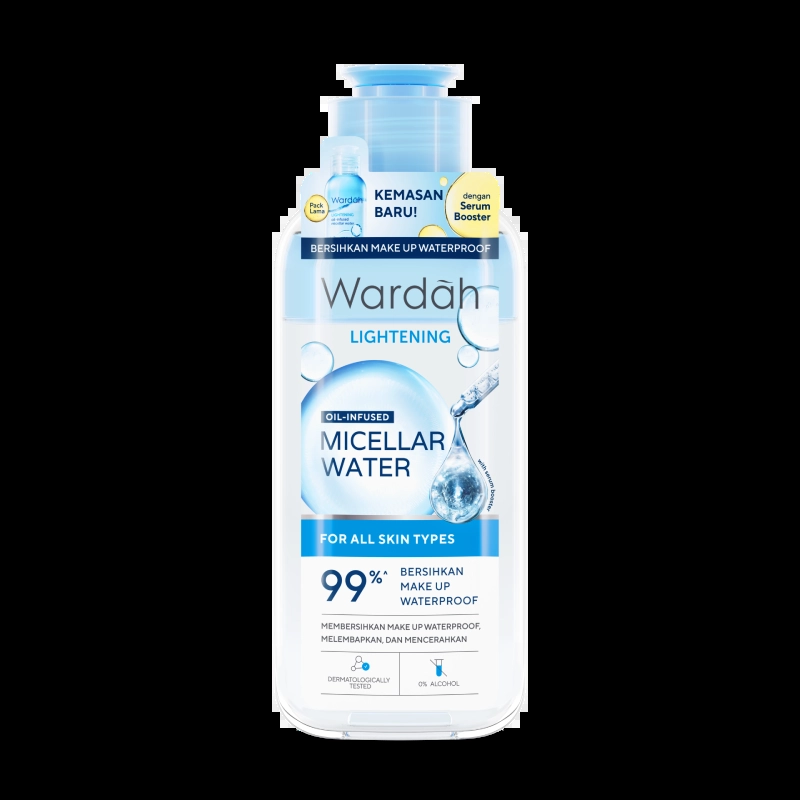 KEMASAN
BARU!
dengan
Serum
Booster
Pack
Lama
Wardah
BERSIHKAN MAKE UP WATERPROOF
Wardah
LIGHTENING
OIL-INFUSED
MICELLAR
WATER
with serum booster
FOR ALL SKIN TYPES
99%^
BERSIHKAN
MAKE UP
WATERPROOF
MEMBERSIHKAN MAKE UP WATERPROOF,
MELEMBAPKAN, DAN MENCERAHKAN
DERMATOLOGICALLY
TESTED
0% ALCOHOL